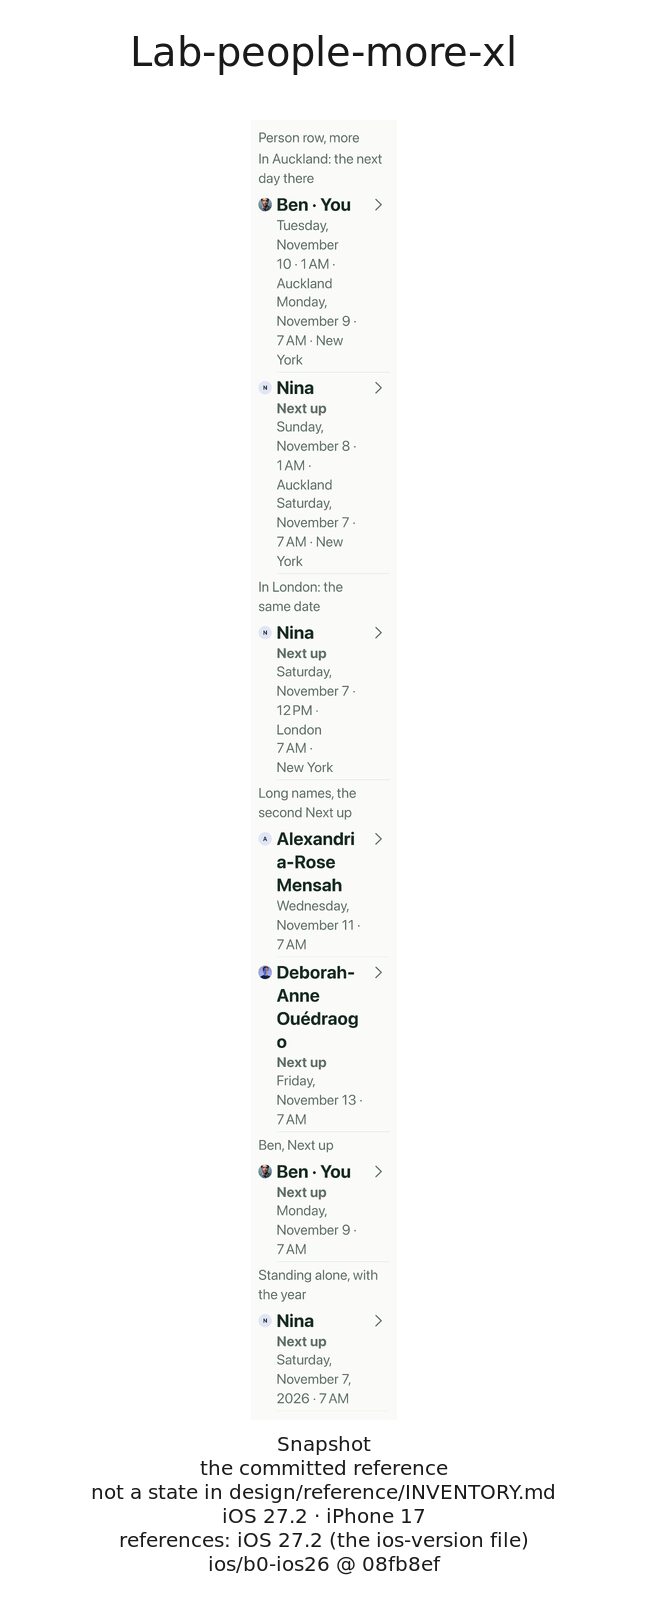 Lab-people-more-xl
Person row, more
In Auckland: the next
day there
Ben · You
Tuesday,
November
10 · 1 AM ·
Auckland
Monday,
November 9 ·
7 AM · New
York
N
Nina
Next up
Sunday,
November 8 ·
1 AM ·
Auckland
Saturday,
November 7 ·
7 AM · New
York
In London: the
same date
N
Nina
Next up
Saturday,
November 7 ·
12 PM ·
London
7 AM ·
New York
Long names, the
second Next up
A
Alexandri
a-Rose
Mensah
Wednesday,
November 11 ·
7 AM
Deborah-
Anne
Ouédraog
o
Next up
Friday,
November 13 ·
7 AM
Ben, Next up
Ben · You
Next up
Monday,
November 9 ·
7 AM
Standing alone, with
the year
N
Nina
Next up
Saturday,
November 7,
2026 · 7 AM
Snapshot
the committed reference
not a state in design/reference/INVENTORY.md
iOS 27.2 · iPhone 17
references: iOS 27.2 (the ios-version file)
ios/b0-ios26 @ 08fb8ef